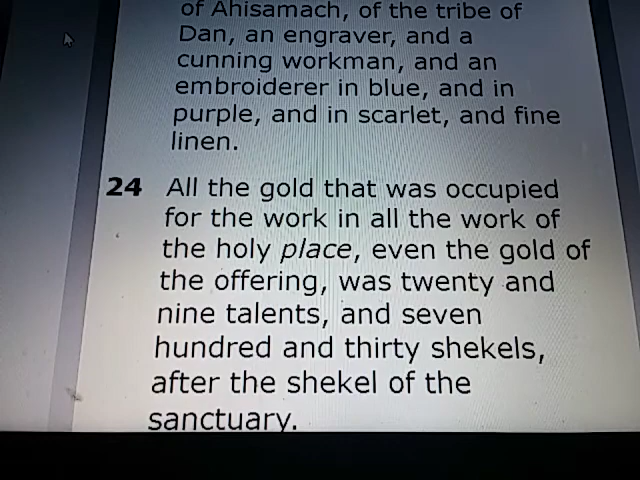 of Ahisamach, of the tribe of
Dan, an engraver, and a
cunning workman, and an
embroiderer in blue, and in
purple, and in scarlet, and fine
linen.
24 All the gold that was occupied
for the work in all the work of
the holy place, even the gold of
the offering, was twenty and
nine talents, and seven
hundred and thirty shekels,
after the shekel of the
sanctuary.